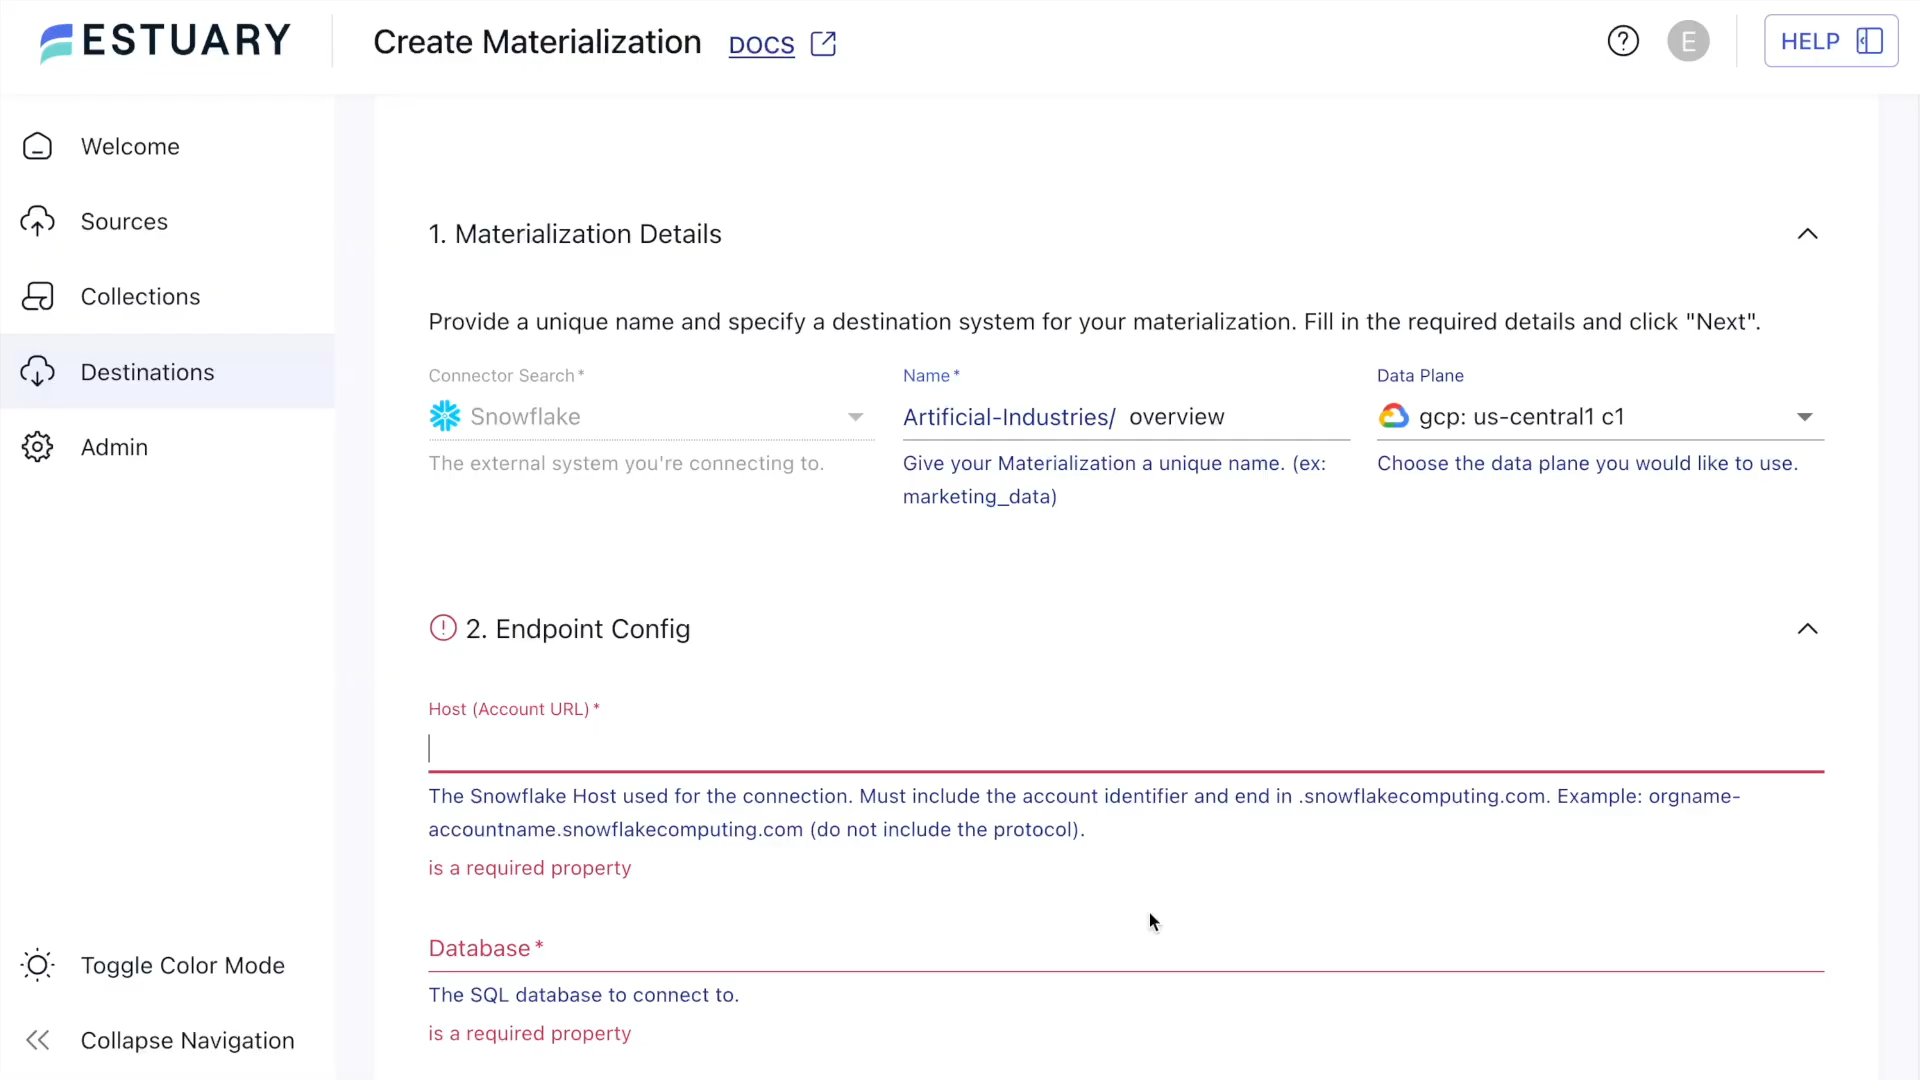 ESTUARY
Create Materialization DOCS
E
HELP
Welcome
Sources
Collections
Destinations
Admin
Toggle Color Mode
Collapse Navigation
1. Materialization Details
Provide a unique name and specify a destination system for your materialization. Fill in the required details and click "Next".
Connector Search *
Snowflake
The external system you're connecting to.
Name *
Artificial-Industries/ overview
Give your Materialization a unique name. (ex:
marketing_data)
Data Plane
gcp: us-central1 c1
Choose the data plane you would like to use.
2. Endpoint Config
Host (Account URL) *
The Snowflake Host used for the connection. Must include the account identifier and end in .snowflakecomputing.com. Example: orgname-
accountname.snowflakecomputing.com (do not include the protocol).
is a required property
Database *
The SQL database to connect to.
is a required property